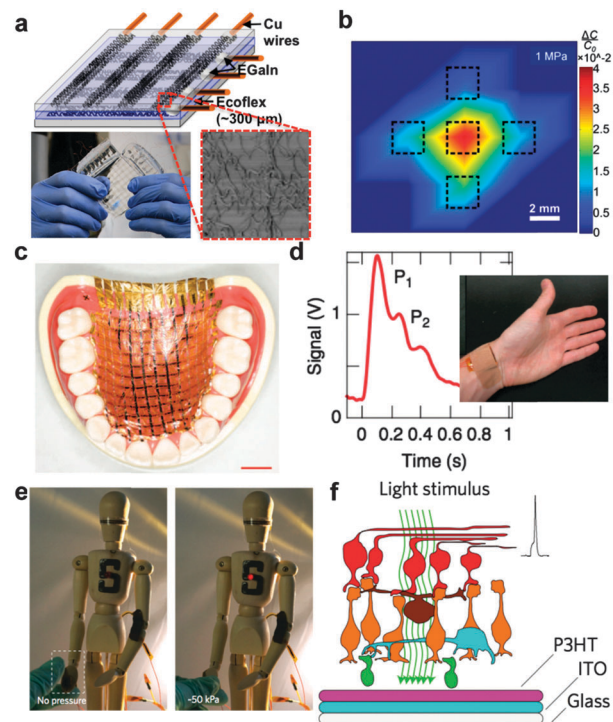 a
Cu
wires
EGaIn
Ecoflex
(~300 μm)
b
1 MPa
ΔC
C₀
×10^-2
4
3.5
3
2.5
2
1.5
1
0.5
0
2 mm
c
d
P₁
P₂
Signal (V)
1
0
0 0.2 0.4 0.6 0.8 1
Time (s)
e
S
No pressure
S
~50 kPa
f
Light stimulus
P3HT
ITO
Glass